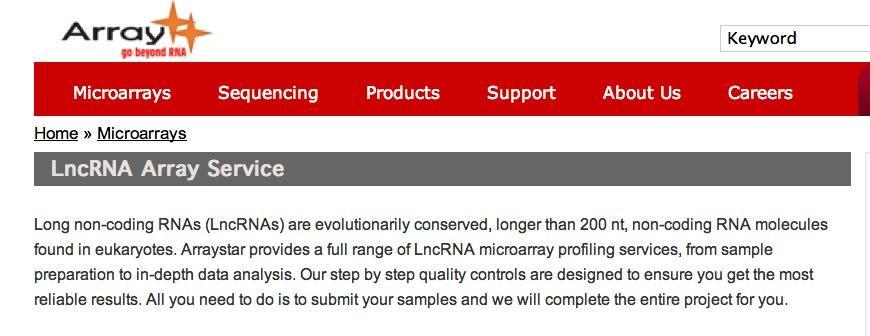 Array
go beyond RNA
Keyword
Microarrays Sequencing Products Support About Us Careers
Home » Microarrays
LncRNA Array Service
Long non-coding RNAs (LncRNAs) are evolutionarily conserved, longer than 200 nt, non-coding RNA molecules
found in eukaryotes. Arraystar provides a full range of LncRNA microarray profiling services, from sample
preparation to in-depth data analysis. Our step by step quality controls are designed to ensure you get the most
reliable results. All you need to do is to submit your samples and we will complete the entire project for you.